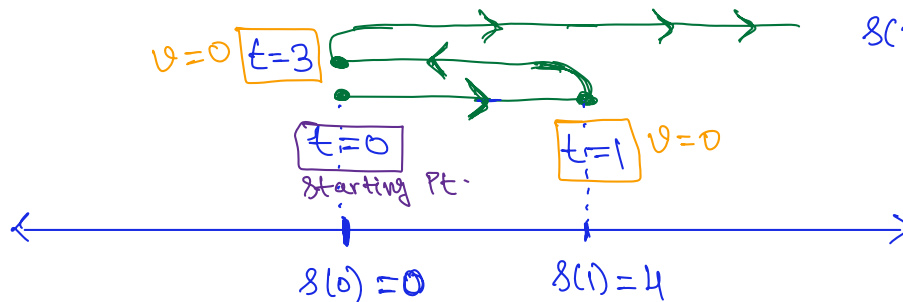 v=0 t=3
s(
t=0
t=1 v=0
starting Pt.
s(0)=0 s(1)=4